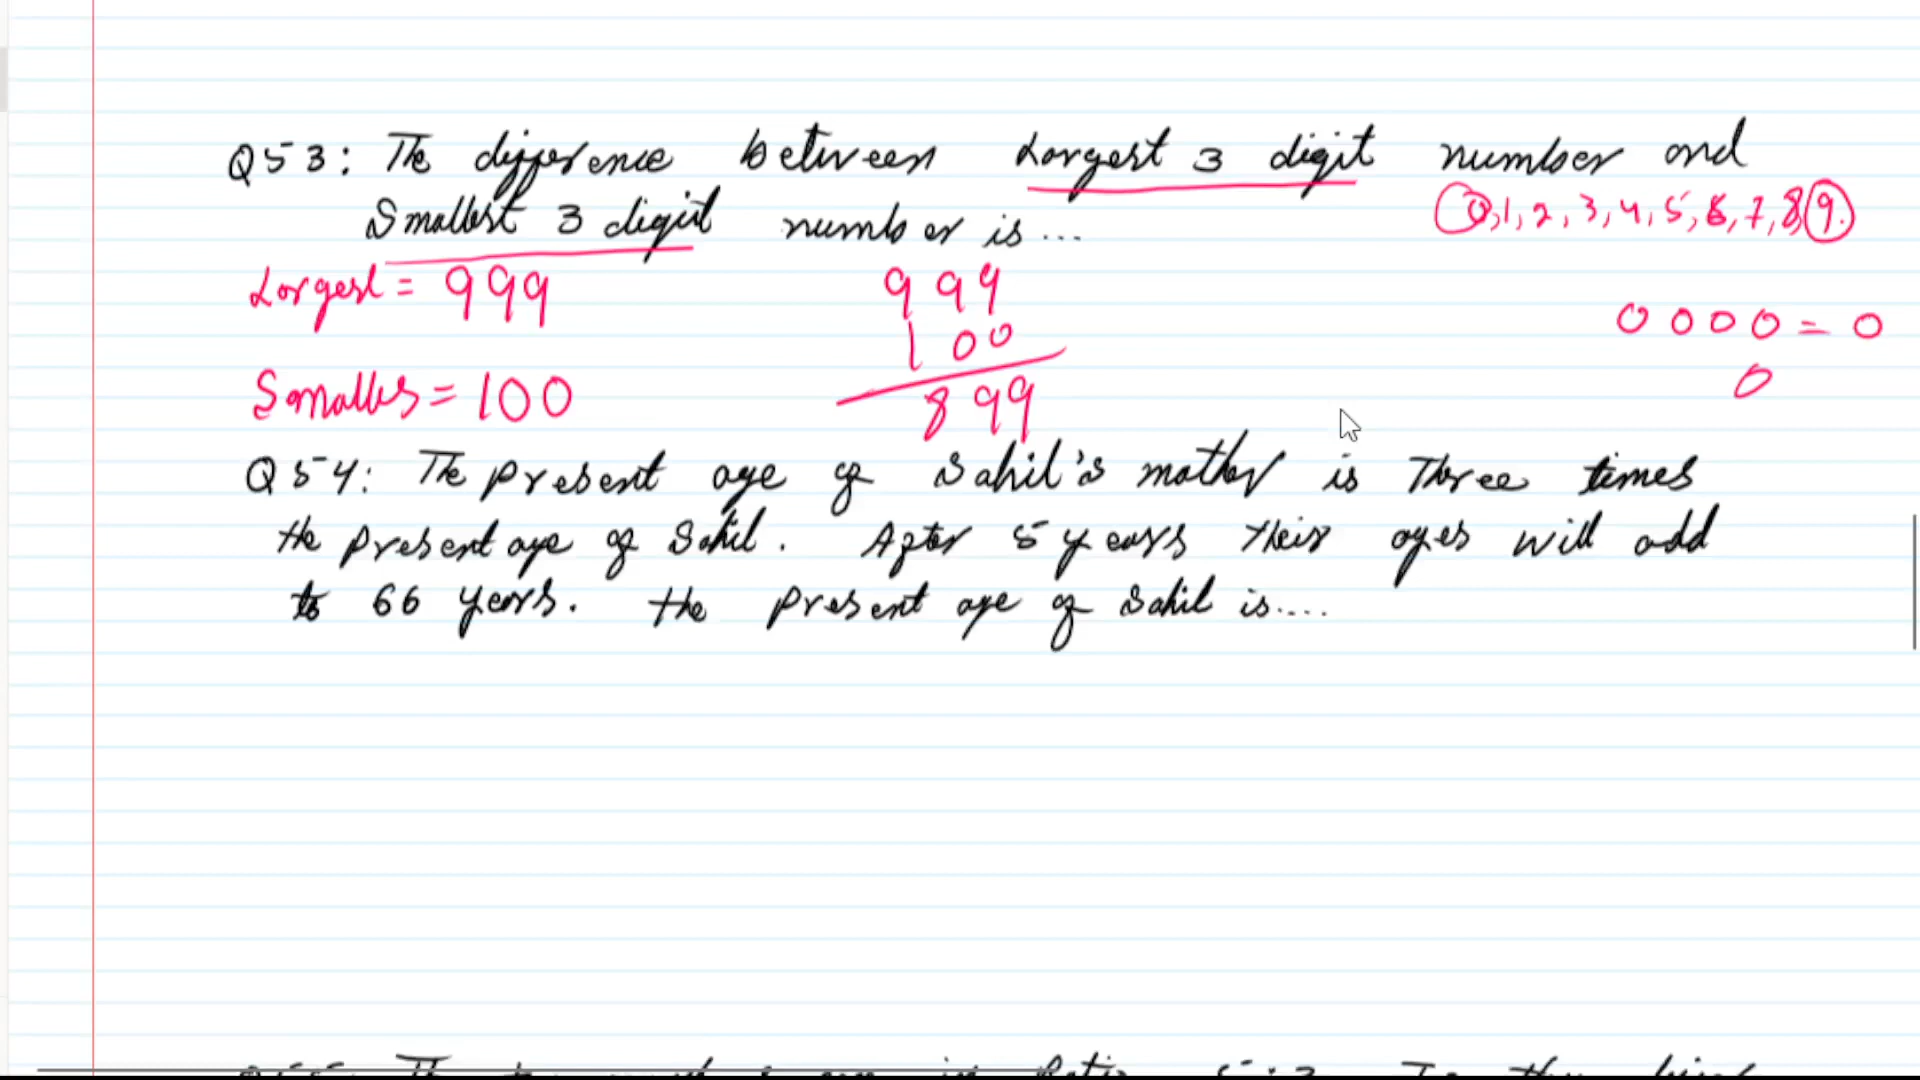 Q53: The difference between Largest 3 digit number and
0,1,2,3,4,5,6,7,8,9.
Smallest 3 digit number is...
Largest = 999
999
0000 = 0
100
0
Smalles = 100
899
Q54: The present age of Sahil's mother is Three times
the present age of Sahil. After 5 years their ages will add
to 66 years. the present age of Sahil is....